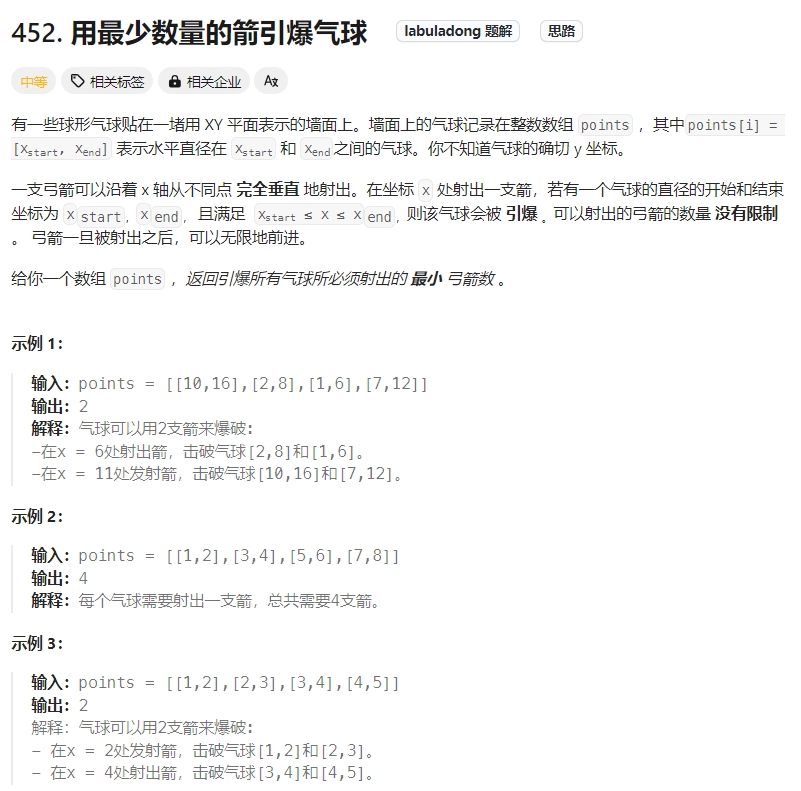 452. 用最少数量的箭引爆气球 labuladong 题解 思路
中等 相关标签 相关企业 Ax
有一些球形气球贴在一堵用 XY 平面表示的墙面上。墙面上的气球记录在整数数组 points ，其中points[i] =
[xstart, xend] 表示水平直径在 xstart 和 xend之间的气球。你不知道气球的确切 y 坐标。
一支弓箭可以沿着 x 轴从不同点 完全垂直 地射出。在坐标 x 处射出一支箭，若有一个气球的直径的开始和结束
坐标为 xstart，xend，且满足 xstart ≤ x ≤ xend，则该气球会被 引爆 。可以射出的弓箭的数量 没有限制
。 弓箭一旦被射出之后，可以无限地前进。
给你一个数组 points ，返回引爆所有气球所必须射出的 最小 弓箭数 。
示例 1：
输入：points = [[10,16],[2,8],[1,6],[7,12]]
输出：2
解释：气球可以用2支箭来爆破:
-在x = 6处射出箭，击破气球[2,8]和[1,6]。
-在x = 11处发射箭，击破气球[10,16]和[7,12]。
示例 2：
输入：points = [[1,2],[3,4],[5,6],[7,8]]
输出：4
解释：每个气球需要射出一支箭，总共需要4支箭。
示例 3：
输入：points = [[1,2],[2,3],[3,4],[4,5]]
输出：2
解释：气球可以用2支箭来爆破:
- 在x = 2处发射箭，击破气球[1,2]和[2,3]。
- 在x = 4处射出箭，击破气球[3,4]和[4,5]。